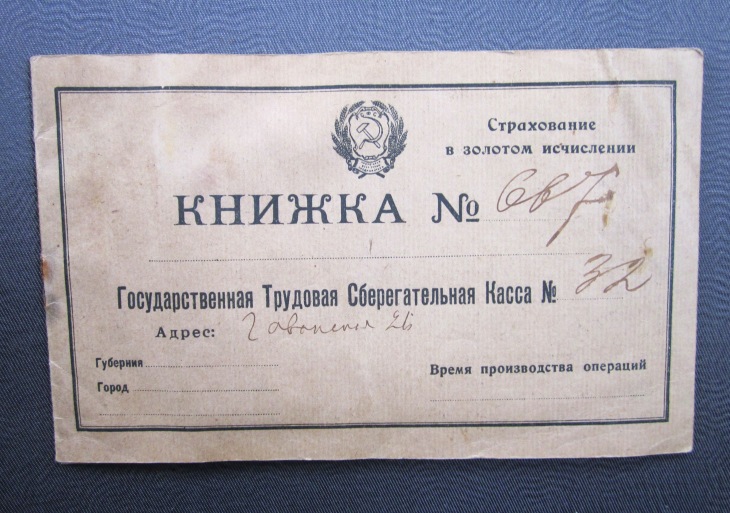 Страхование
в золотом исчислении
КНИЖКА №
Государственная Трудовая Сберегательная Касса № 32
Адрес:
Губерния
Город
Время производства операций